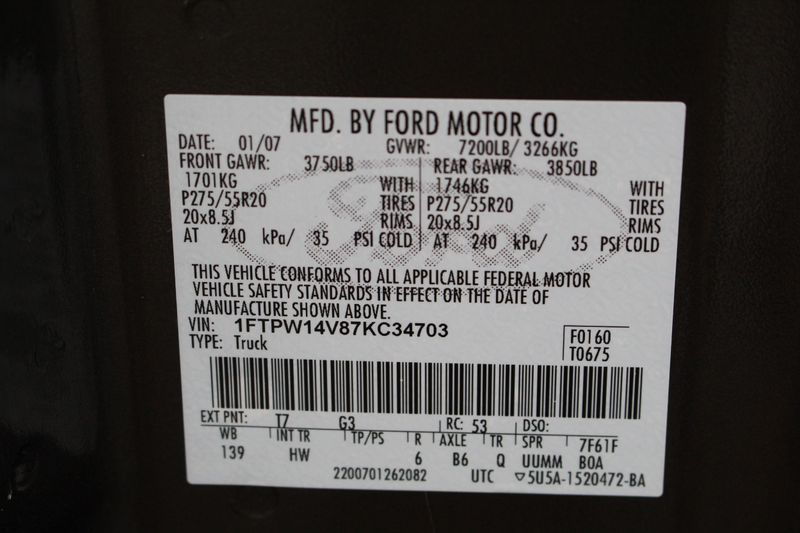 MFD. BY FORD MOTOR CO.
DATE: 01/07 GVWR: 7200LB/ 3266KG
FRONT GAWR: 3750LB REAR GAWR: 3850LB
1701KG WITH 1746KG WITH
P275/55R20 TIRES P275/55R20 TIRES
20x8.5J RIMS 20x8.5J RIMS
AT 240 kPa/ 35 PSI COLD AT 240 kPa/ 35 PSI COLD
Ford
THIS VEHICLE CONFORMS TO ALL APPLICABLE FEDERAL MOTOR
VEHICLE SAFETY STANDARDS IN EFFECT ON THE DATE OF
MANUFACTURE SHOWN ABOVE.
VIN: 1FTPW14V87KC34703
TYPE: Truck
F0160
T0675
EXT PNT: T7 G3 RC: 53 DSO:
WB INT TR TP/PS R AXLE TR SPR 7F61F
139 HW 6 B6 Q UUMM BOA
2200701262082 UTC ▽5U5A-1520472-BA